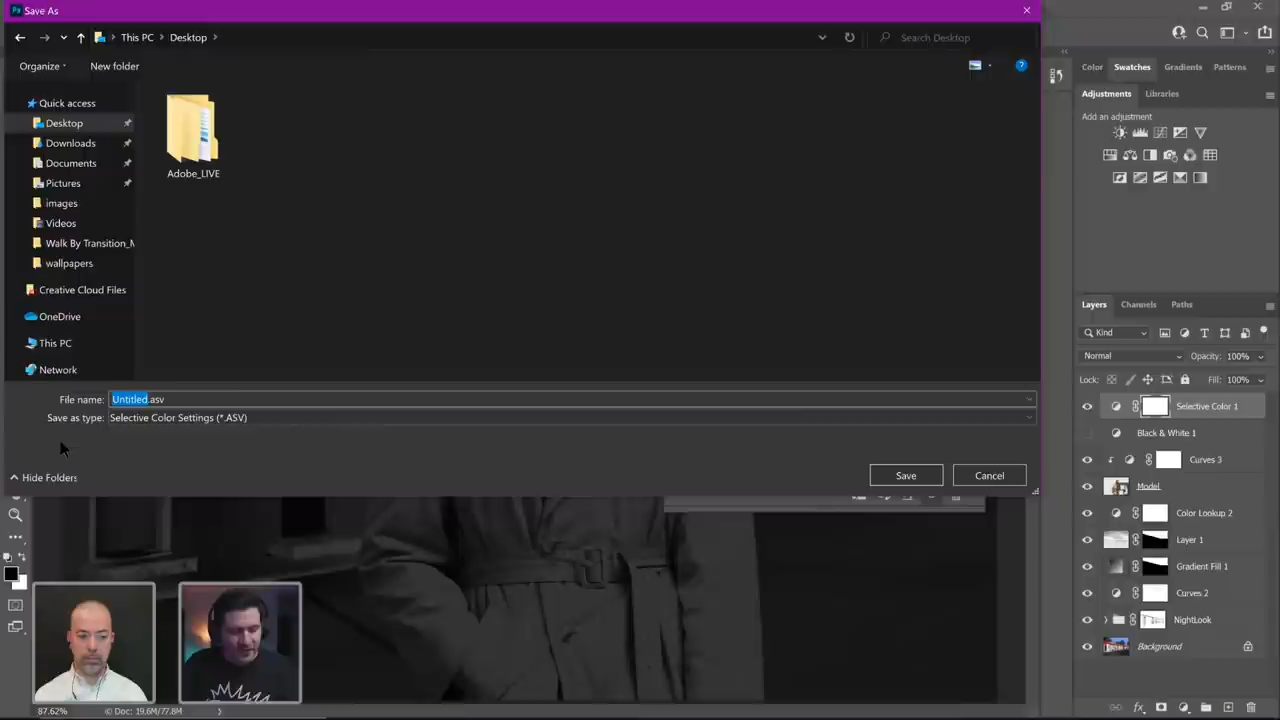 Ps Save As
This PC Desktop
Search Desktop
Organize
New folder
?
Quick access
Desktop
Downloads
Documents
Pictures
images
Videos
Walk By Transition_M
wallpapers
Creative Cloud Files
OneDrive
This PC
Network
Adobe_LIVE
File name: Untitled.asv
Save as type: Selective Color Settings (*.ASV)
Hide Folders
Save
Cancel
Color Swatches Gradients Patterns
Adjustments Libraries
Add an adjustment
Layers Channels Paths
Kind
Normal Opacity: 100%
Lock: Fill: 100%
Selective Color 1
Black & White 1
Curves 3
Model
Color Lookup 2
Layer 1
Gradient Fill 1
Curves 2
NightLook
Background
87.62% © Doc: 19.6M/77.8M